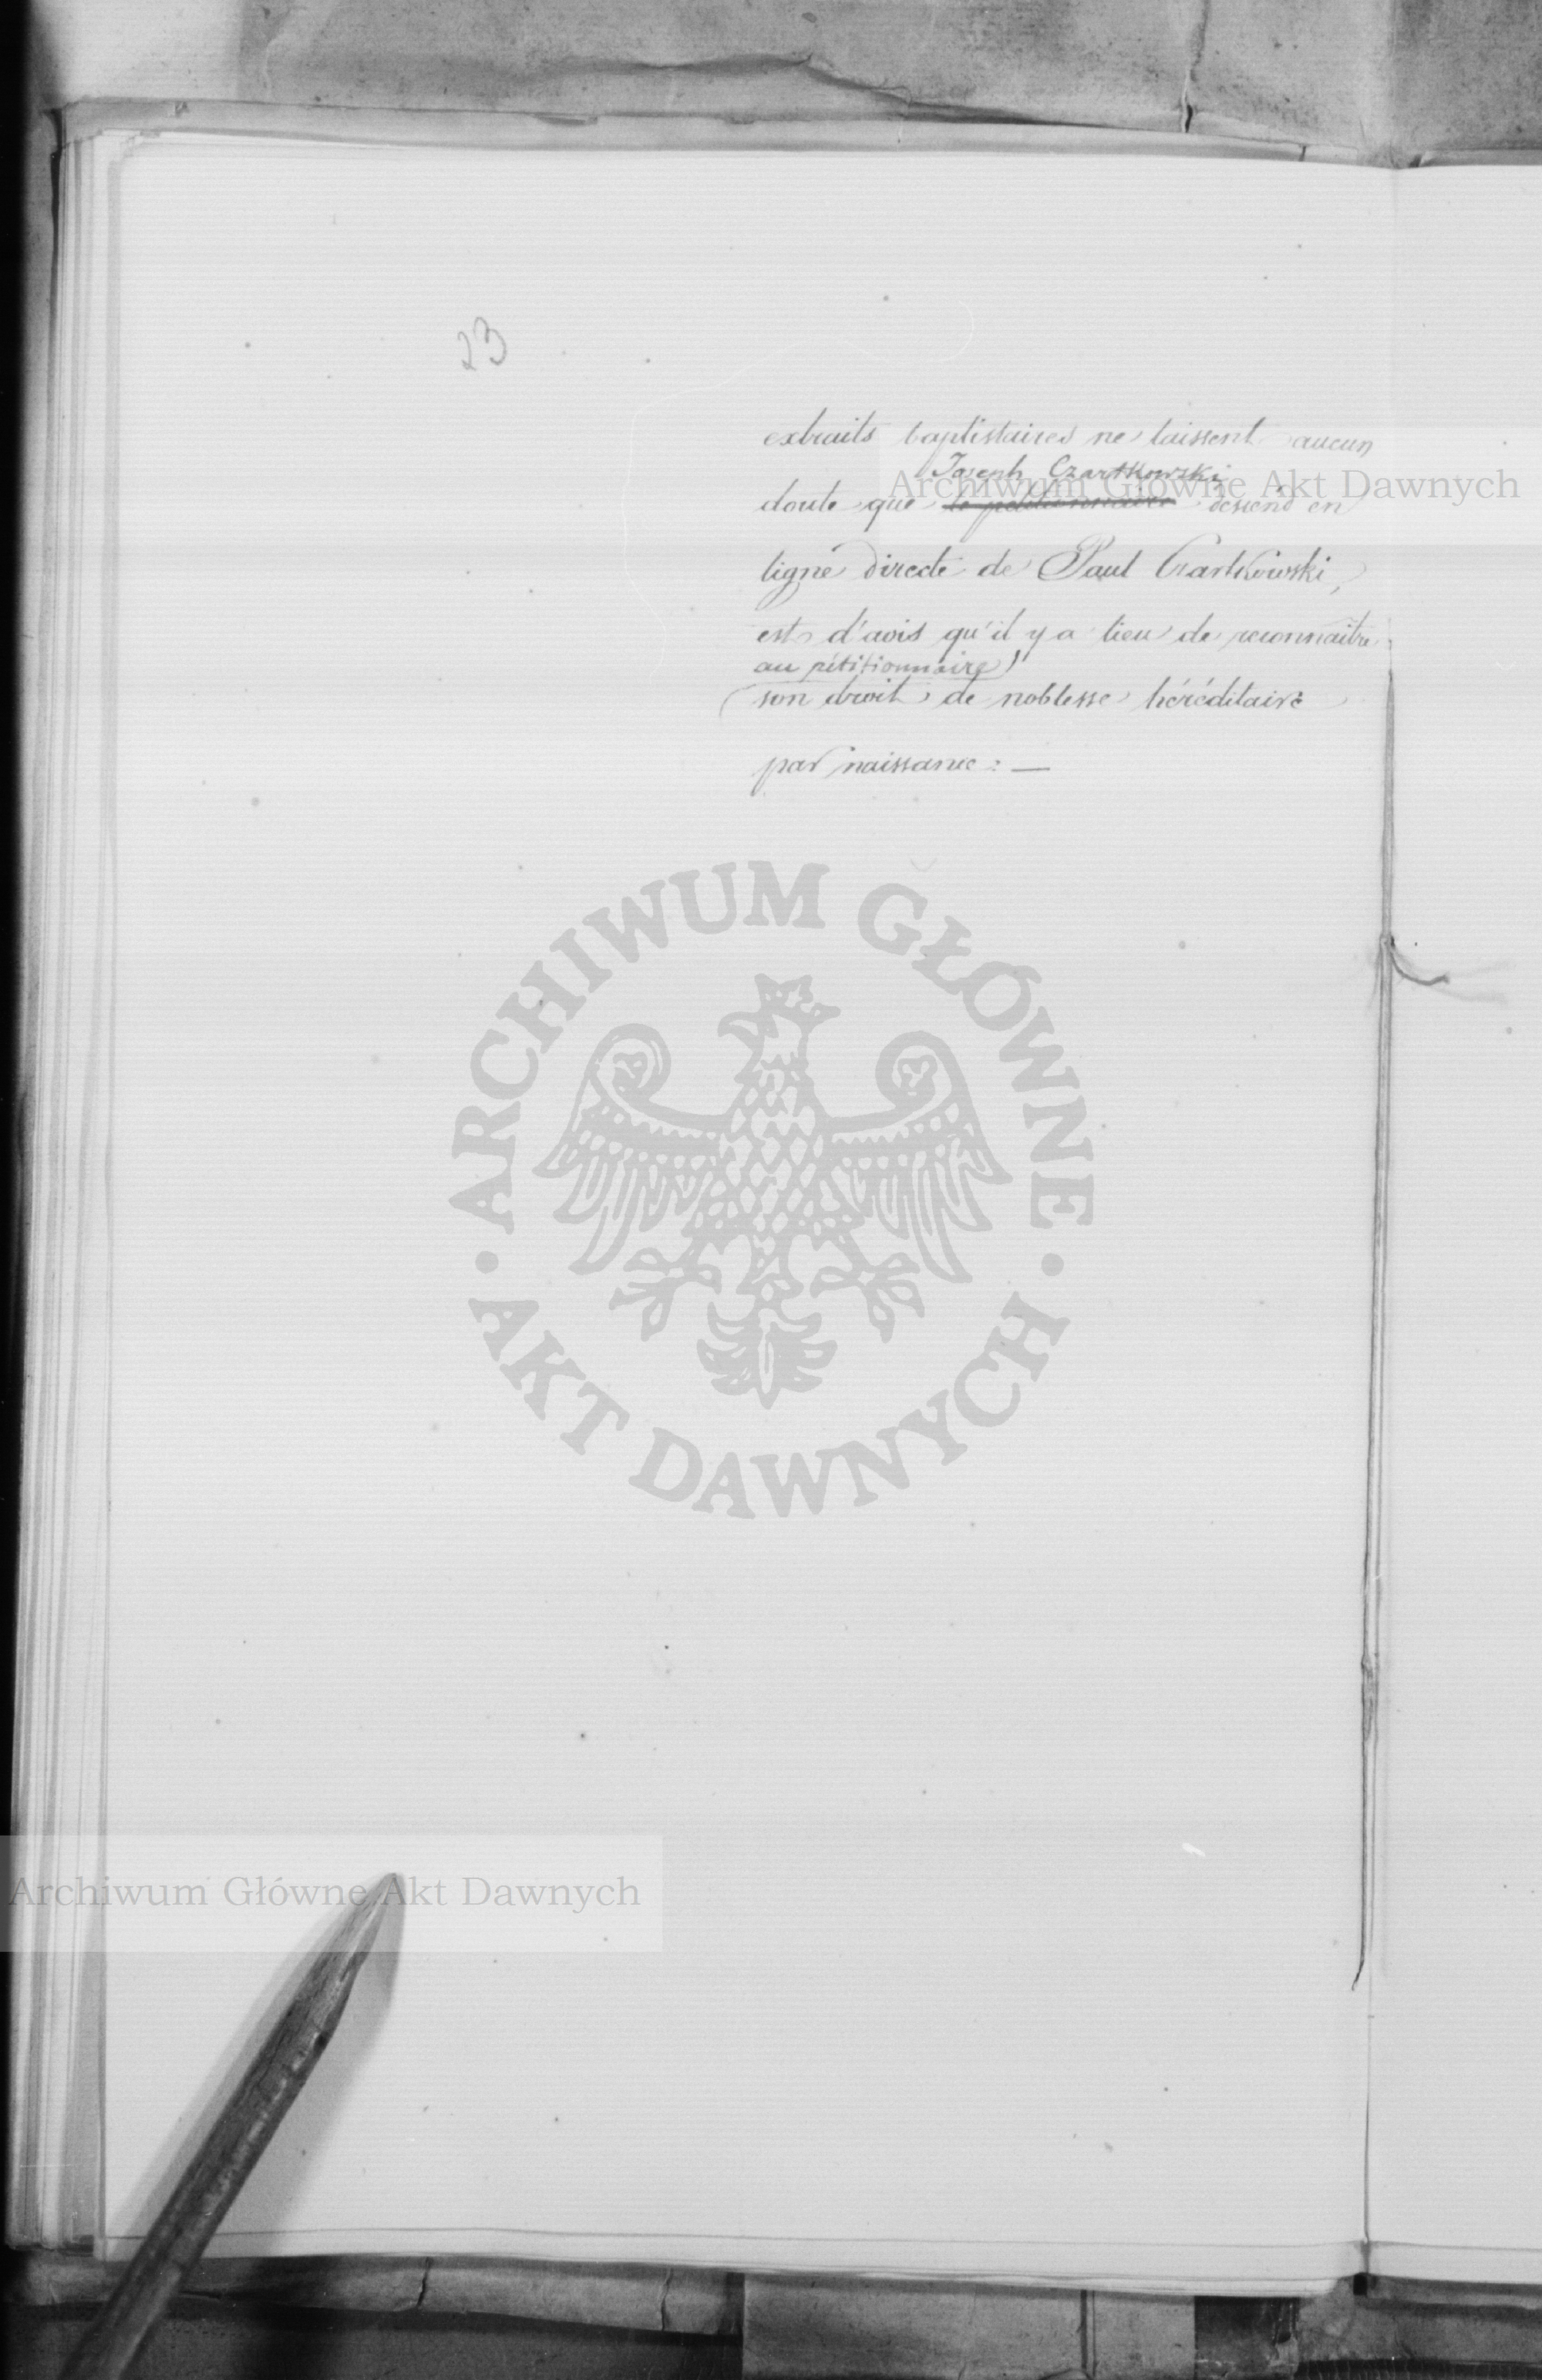 23
extraits baptistaires ne laissent aucun
Joseph Czartkowski
doute que le pétitionnaire descend en
ligne directe de Paul Czartkowski,
est d'avis qu'il y a lieu de reconnaître
au pétitionnaire
son droit de noblesse héréditaire
par naissance. —
Archiwum Główne Akt Dawnych
ARCHIWUM GŁÓWNE
· AKT DAWNYCH ·
Archiwum Główne Akt Dawnych